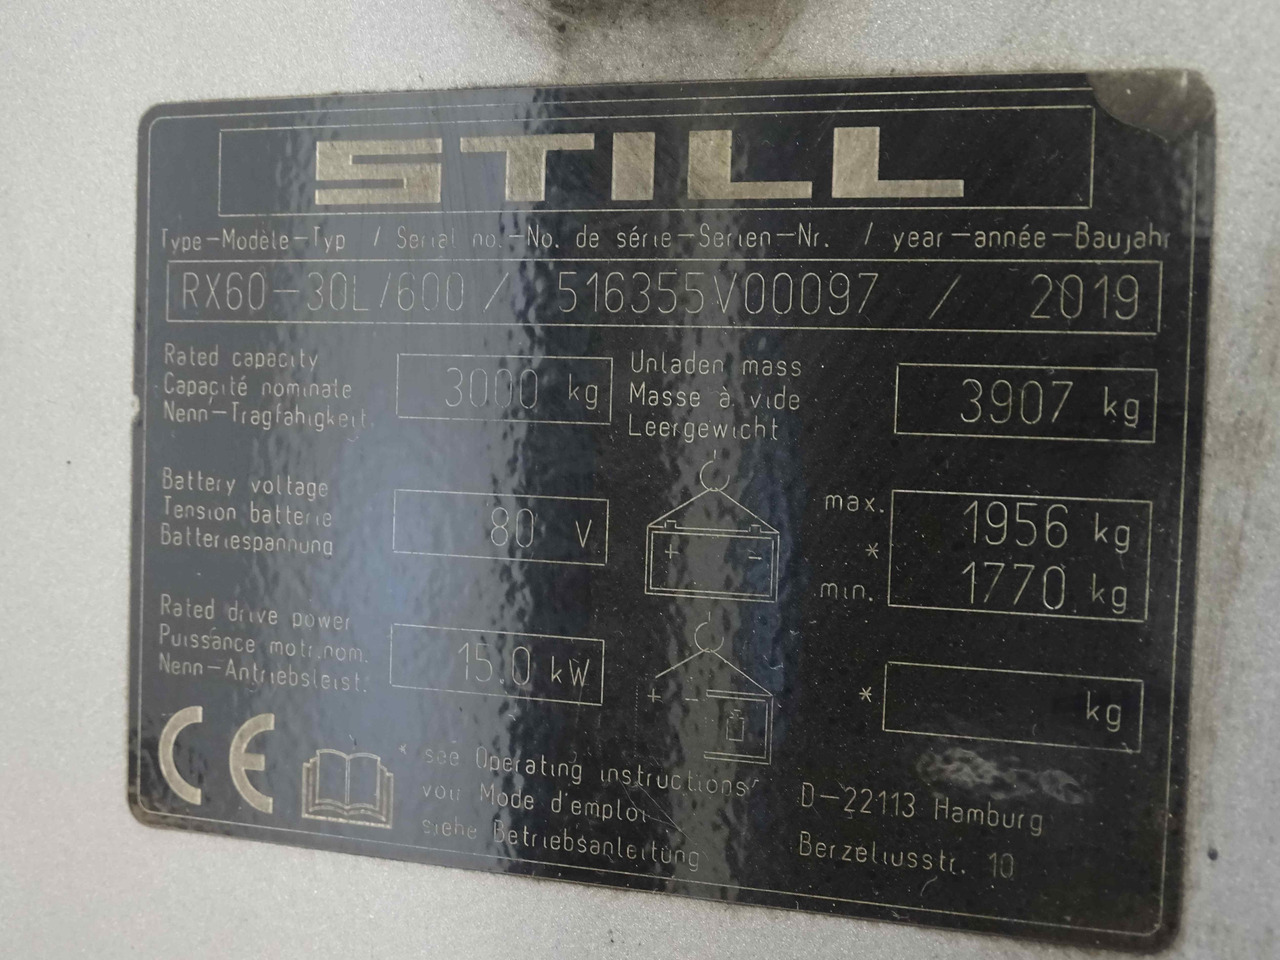 STILL
Type-Modèle-Typ / Serial no.-No. de série-Serien-Nr. / year-année-Baujahr
RX60-30L/600 / 516355V00097 / 2019
Rated capacity
Capacité nominale
Nenn-Tragfähigkeit
3000 kg
Unladen mass
Masse à vide
Leergewicht
3907 kg
Battery voltage
Tension batterie
Batteriespannung
80 V
+ -
max.
*
min.
1956 kg
1770 kg
Rated drive power
Puissance motr.nom.
Nenn-Antriebsleist.
15.0 kW
+ -
*
kg
CE
* see Operating instructions
voir Mode d'emploi
siehe Betriebsanleitung
D-22113 Hamburg
Berzeliusstr. 10